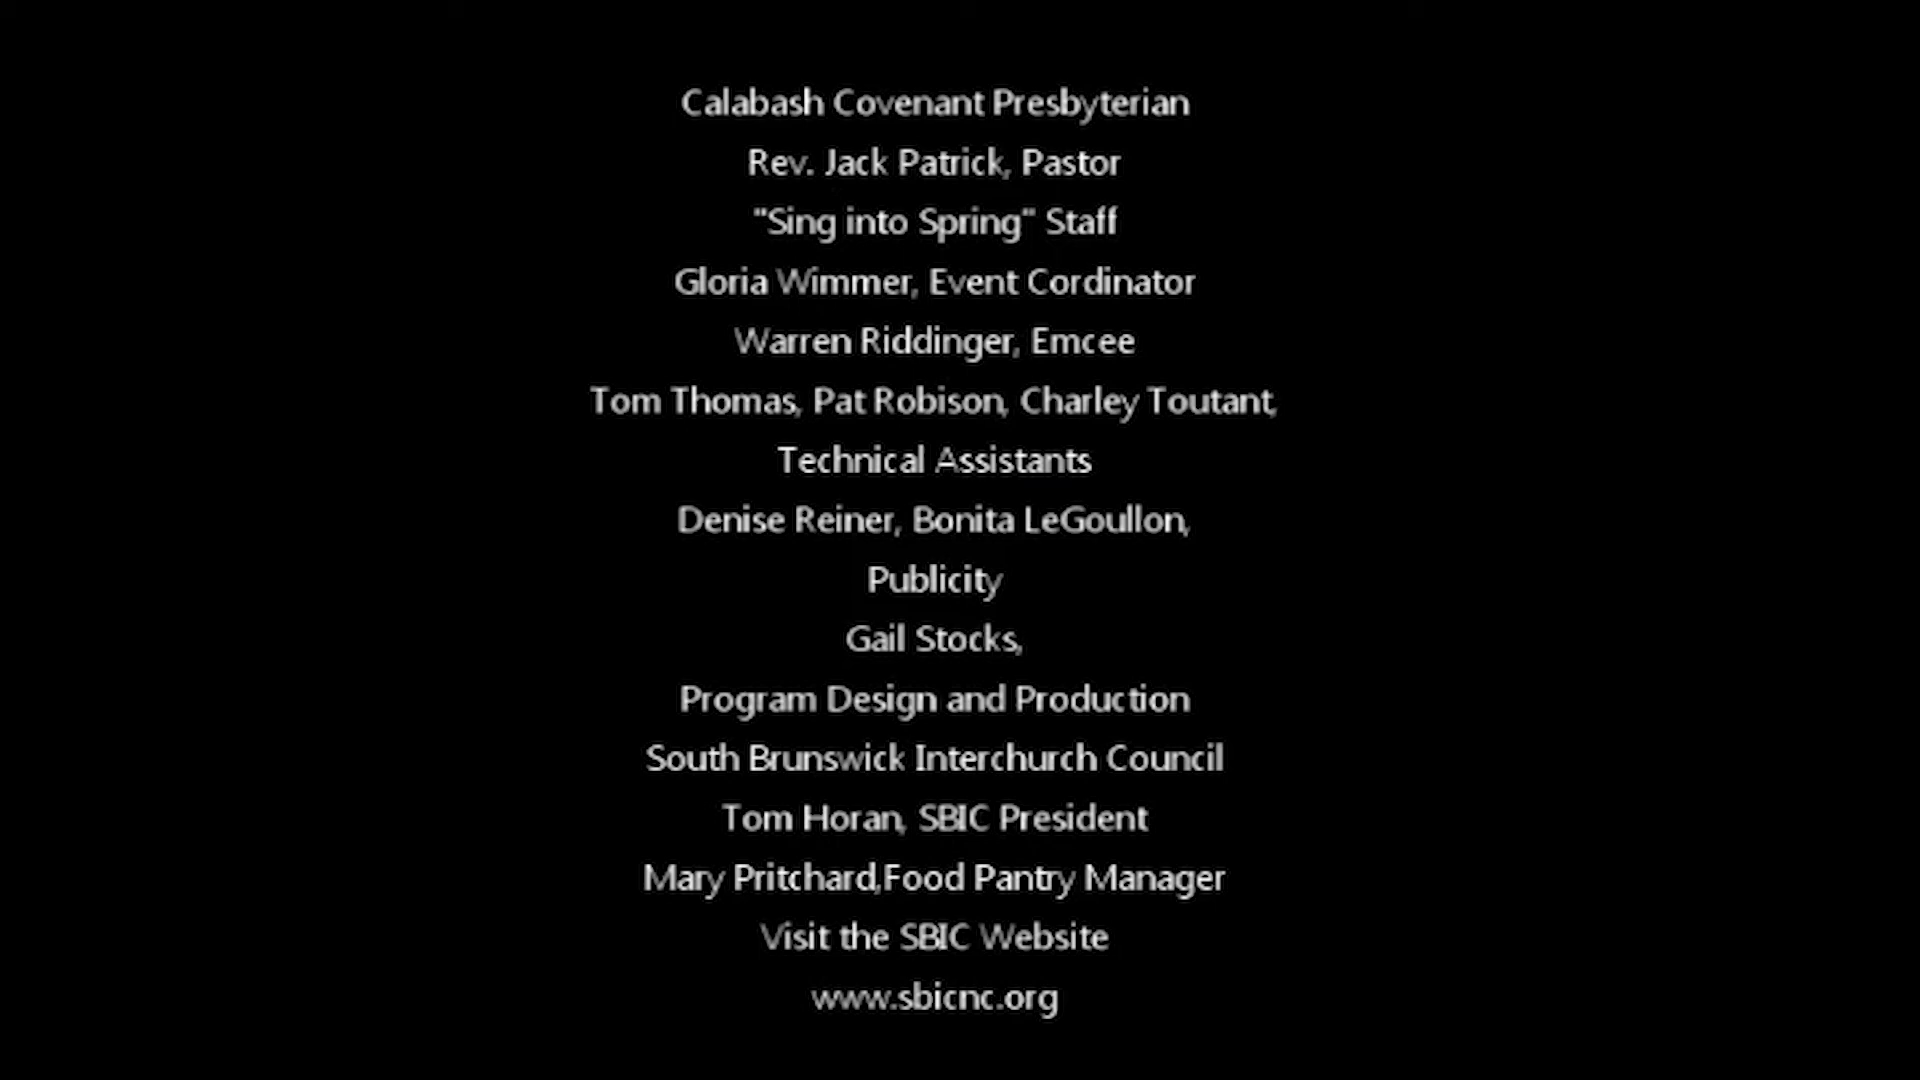 Calabash Covenant Presbyterian
Rev. Jack Patrick, Pastor
"Sing into Spring" Staff
Gloria Wimmer, Event Cordinator
Warren Riddinger, Emcee
Tom Thomas, Pat Robison, Charley Toutant,
Technical Assistants
Denise Reiner, Bonita LeGoullon,
Publicity
Gail Stocks,
Program Design and Production
South Brunswick Interchurch Council
Tom Horan, SBIC President
Mary Pritchard,Food Pantry Manager
Visit the SBIC Website
www.sbicnc.org